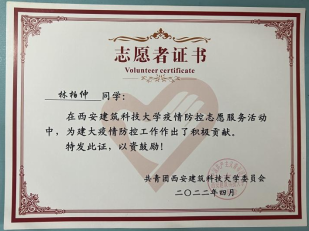 志愿者证书
Volunteer certificate
林柏仲 同学：
在西安建筑科技大学疫情防控志愿服务活动
中，为建大疫情防控工作作出了积极贡献。
特发此证，以资鼓励！
共青团西安建筑科技大学委员会
二〇二二年四月